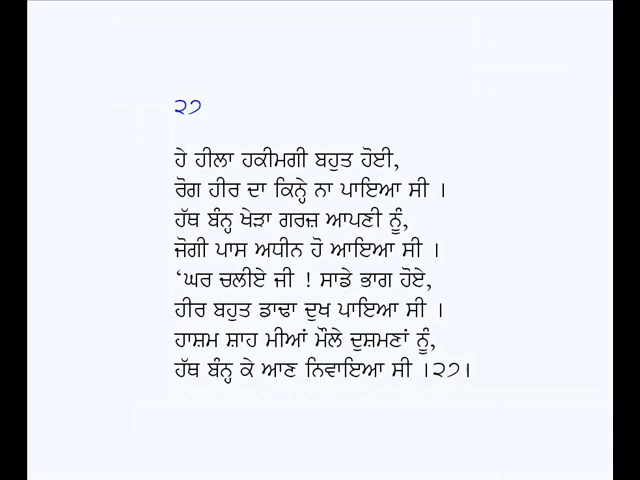 ੨੭
ਹੇ ਹੀਲਾ ਹਕੀਮਗੀ ਬਹੁਤ ਹੋਈ,
ਰੋਗ ਹੀਰ ਦਾ ਕਿਨ੍ਹੇ ਨਾ ਪਾਇਆ ਸੀ ।
ਹੱਥ ਬੰਨ੍ਹ ਖੇੜਾ ਗਰਜ਼ ਆਪਣੀ ਨੂੰ,
ਜੋਗੀ ਪਾਸ ਅਧੀਨ ਹੋ ਆਇਆ ਸੀ ।
‘ਘਰ ਚਲੀਏ ਜੀ ! ਸਾਡੇ ਭਾਗ ਹੋਏ,
ਹੀਰ ਬਹੁਤ ਡਾਢਾ ਦੁਖ ਪਾਇਆ ਸੀ ।
ਹਾਸ਼ਮ ਸ਼ਾਹ ਮੀਆਂ ਮੌਲੇ ਦੁਸ਼ਮਣਾਂ ਨੂੰ,
ਹੱਥ ਬੰਨ੍ਹ ਕੇ ਆਣ ਨਿਵਾਇਆ ਸੀ ।੨੭।